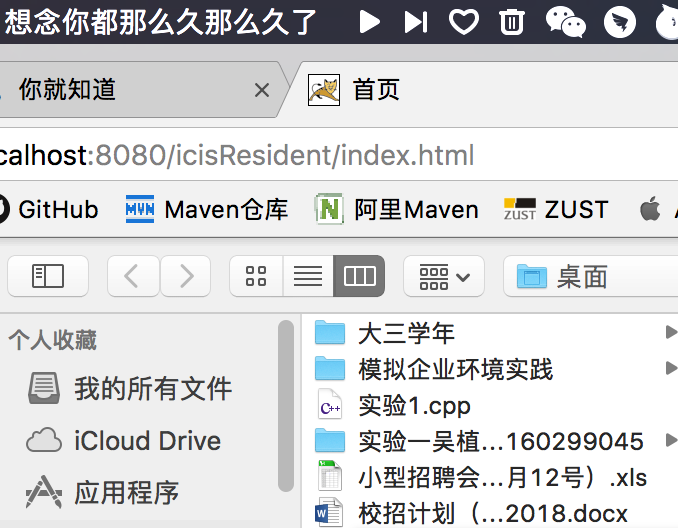 想念你都那么久那么久了
你就知道
首页
calhost:8080/icisResident/index.html
GitHub
MVN Maven仓库
N 阿里Maven
ZUST ZUST
桌面
个人收藏
大三学年
模拟企业环境实践
我的所有文件
C++ 实验1.cpp
iCloud Drive
实验一吴植...160299045
小型招聘会...月12号）.xls
应用程序
W 校招计划（...2018.docx